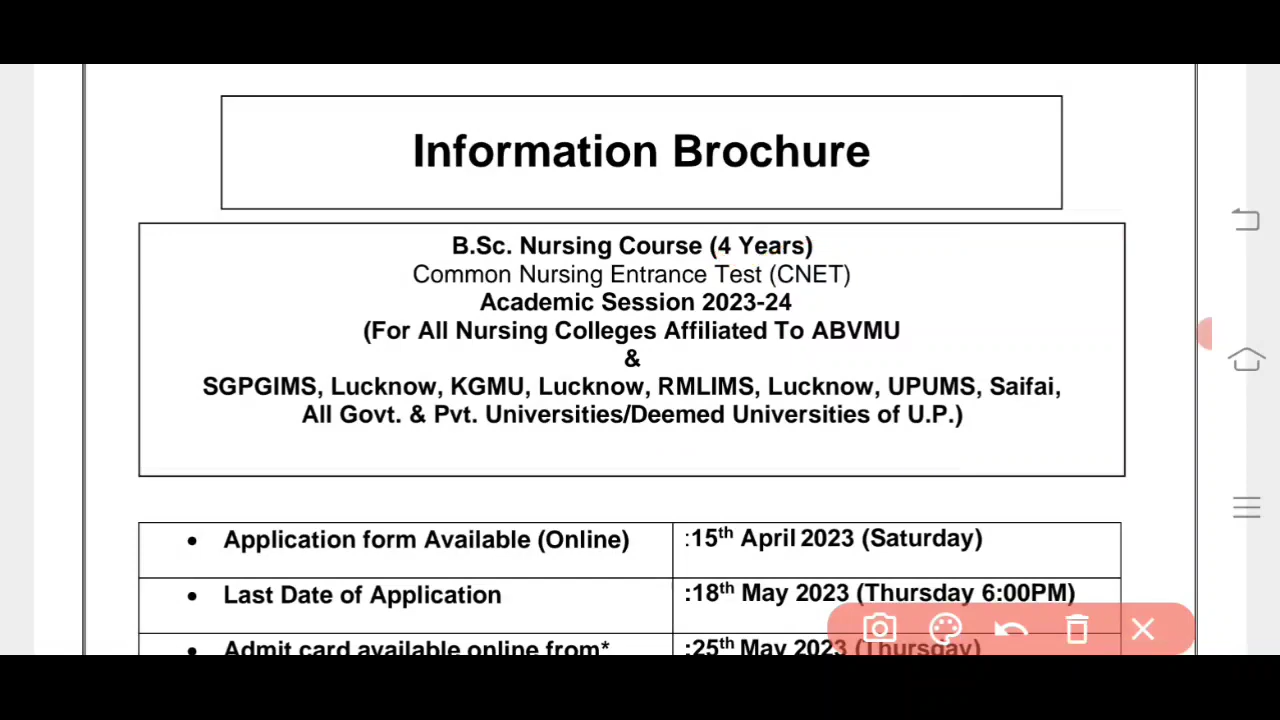 Information Brochure
B.Sc. Nursing Course (4 Years)
Common Nursing Entrance Test (CNET)
Academic Session 2023-24
(For All Nursing Colleges Affiliated To ABVMU
&
SGPGIMS, Lucknow, KGMU, Lucknow, RMLIMS, Lucknow, UPUMS, Saifai,
All Govt. & Pvt. Universities/Deemed Universities of U.P.)
• Application form Available (Online) :15th April 2023 (Saturday)
• Last Date of Application :18th May 2023 (Thursday 6:00PM)
• Admit card available online from* :25th May 2023 (Thursday)